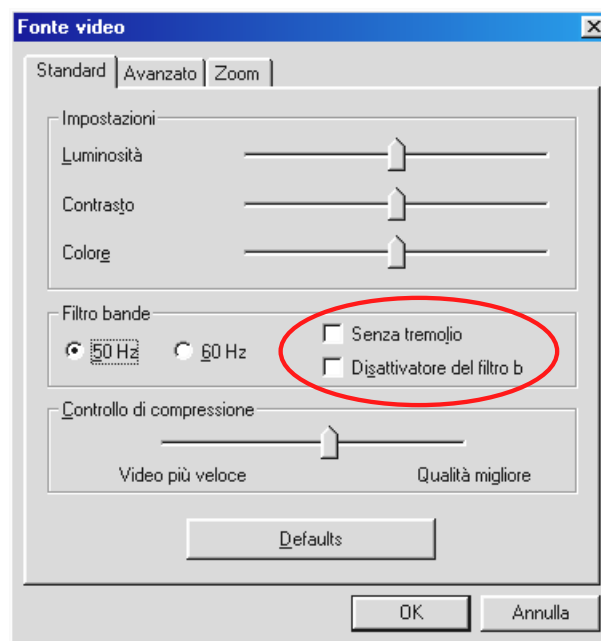 Fonte video
Standard Avanzato Zoom
Impostazioni
Luminosità
Contrasto
Colore
Filtro bande
50 Hz 60 Hz Senza tremolio
Disattivatore del filtro b
Controllo di compressione
Video più veloce Qualità migliore
Defaults
OK Annulla